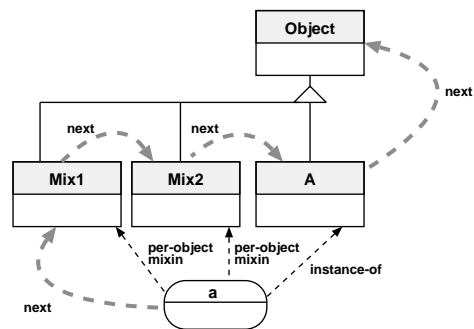 Object
next
next
next
Mix1
Mix2
A
per-object
mixin
per-object
mixin
instance-of
a
next